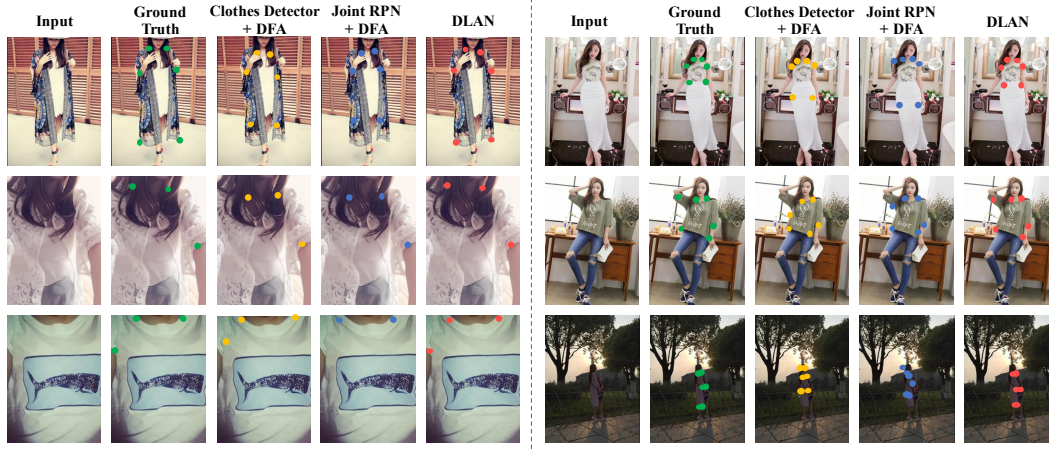 Input
Ground
Truth
Clothes Detector
+ DFA
Joint RPN
+ DFA
DLAN
Input
Ground
Truth
Clothes Detector
+ DFA
Joint RPN
+ DFA
DLAN